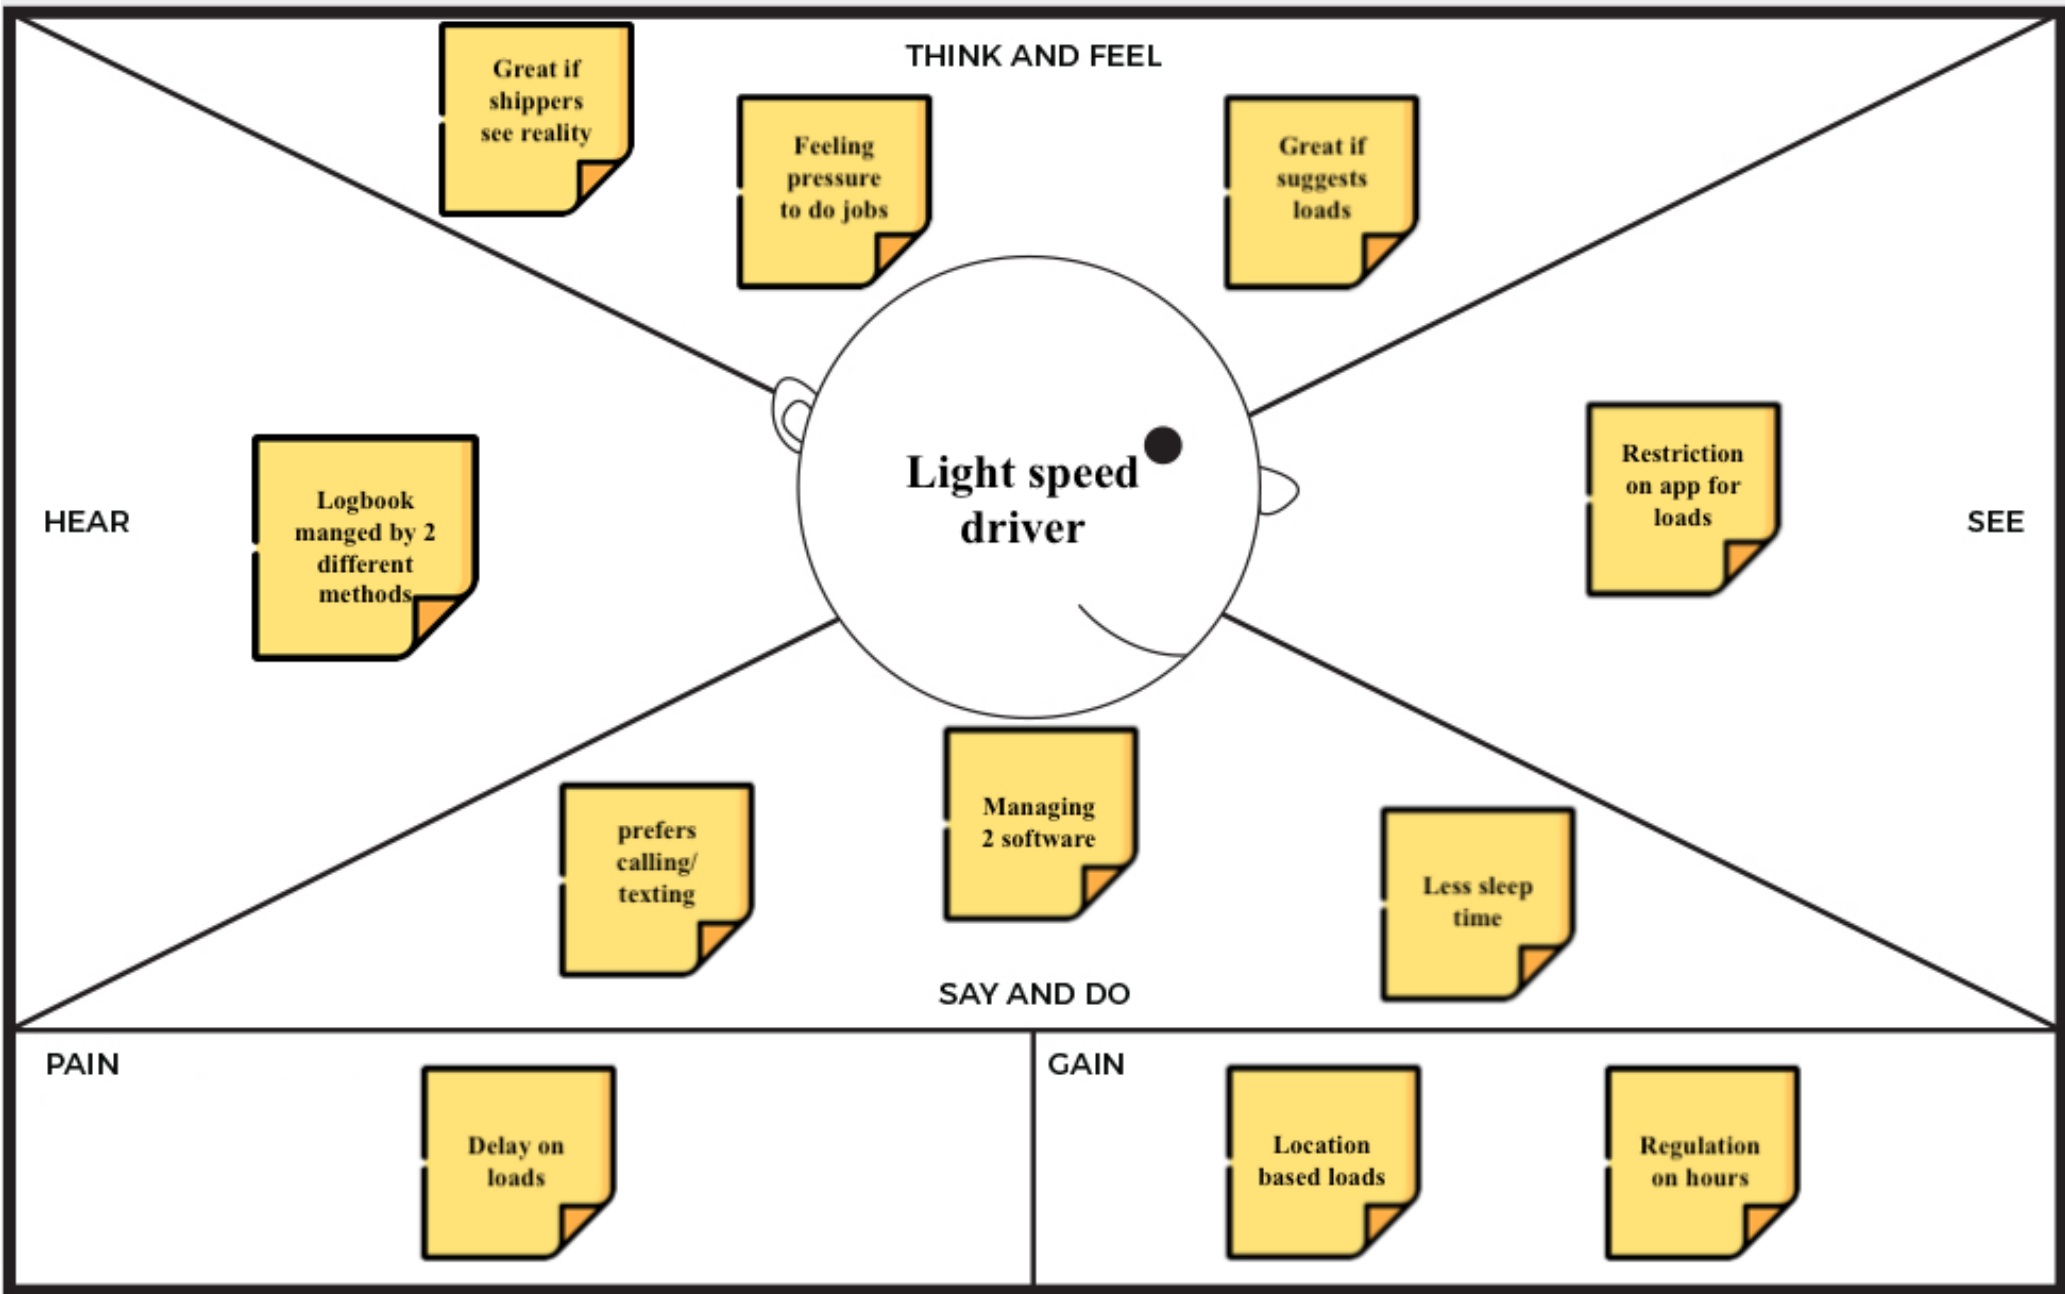 THINK AND FEEL
Great if
shippers
see reality
Feeling
pressure
to do jobs
Great if
suggests
loads
HEAR
Logbook
manged by 2
different
methods
Light speed
driver
Restriction
on app for
loads
SEE
prefers
calling/
texting
Managing
2 software
Less sleep
time
SAY AND DO
PAIN
Delay on
loads
GAIN
Location
based loads
Regulation
on hours